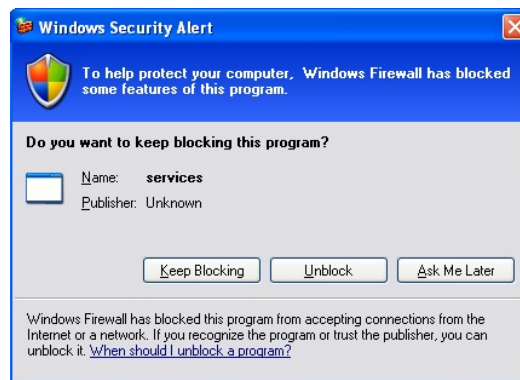 Windows Security Alert
To help protect your computer, Windows Firewall has blocked
some features of this program.
Do you want to keep blocking this program?
Name: services
Publisher: Unknown
Keep Blocking Unblock Ask Me Later
Windows Firewall has blocked this program from accepting connections from the
Internet or a network. If you recognize the program or trust the publisher, you can
unblock it. When should I unblock a program?